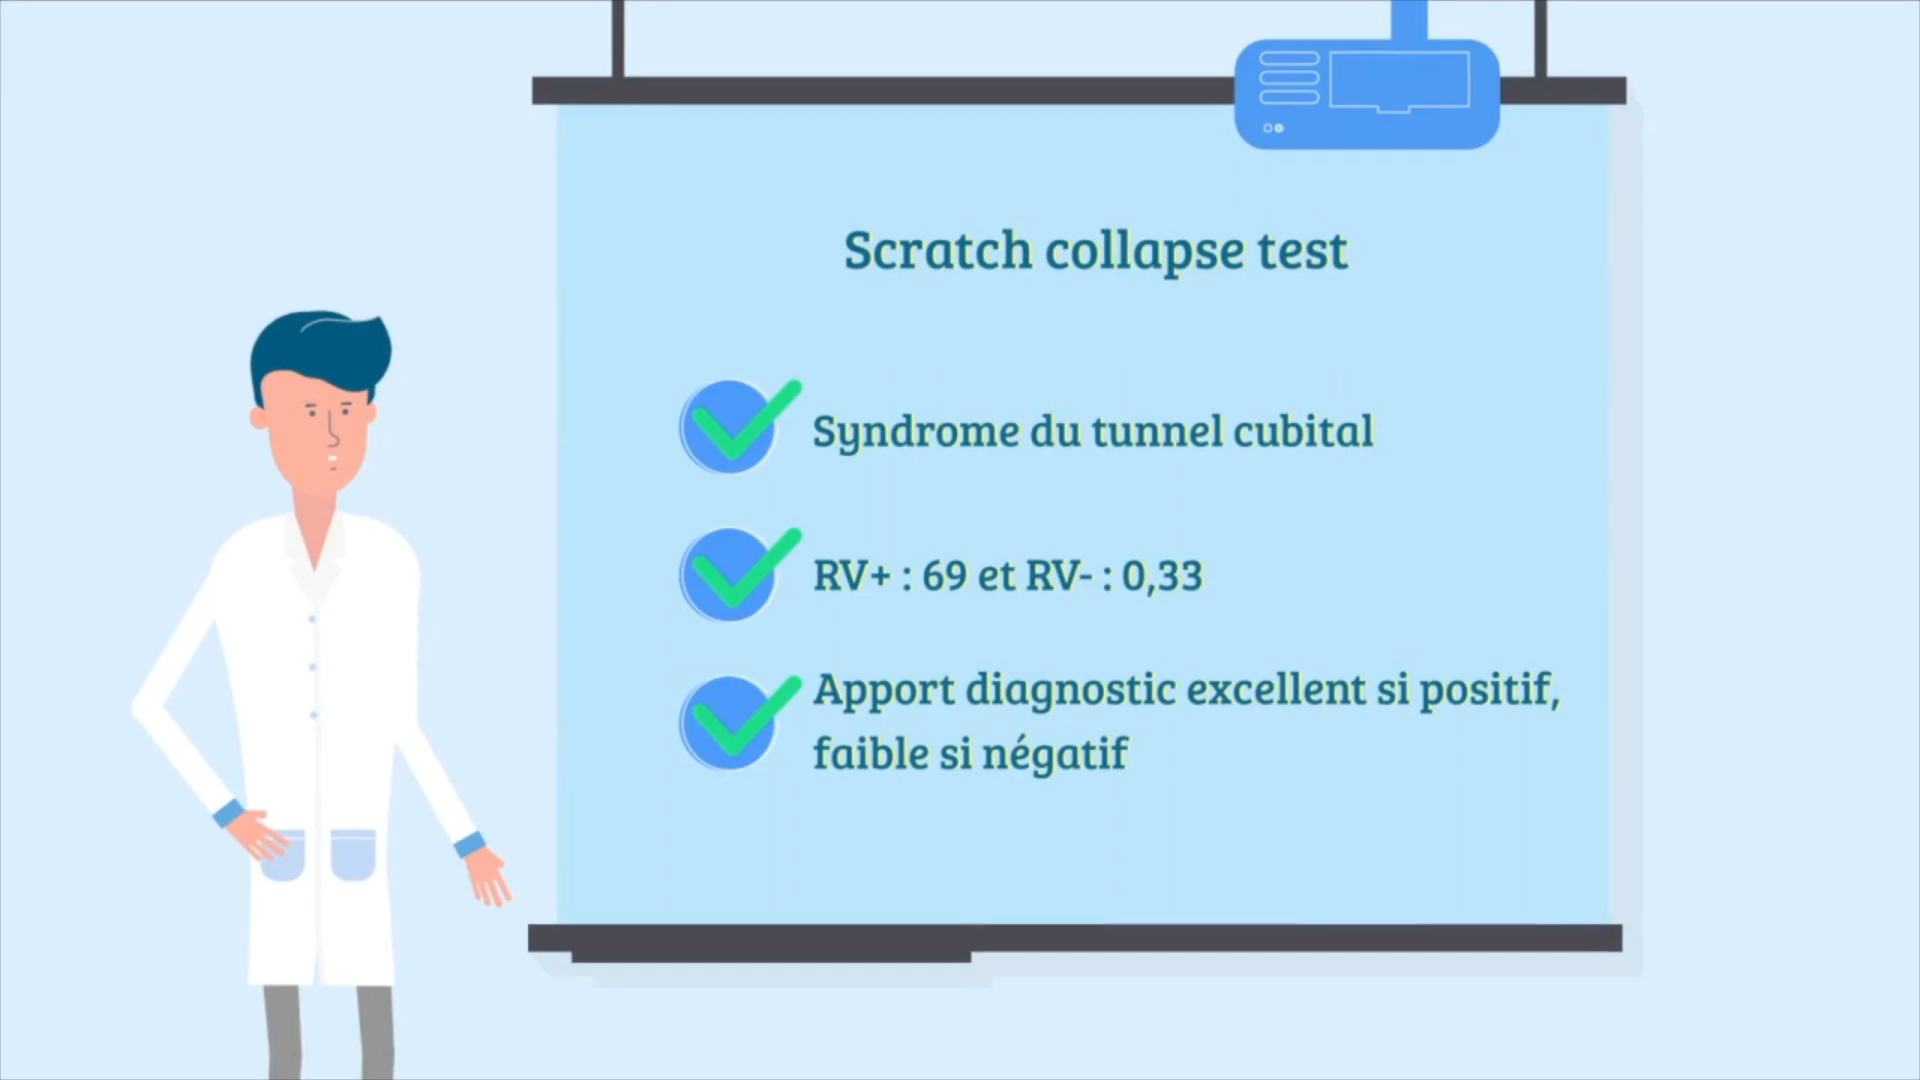 Scratch collapse test
Syndrome du tunnel cubital
RV+ : 69 et RV- : 0,33
Apport diagnostic excellent si positif,
faible si négatif